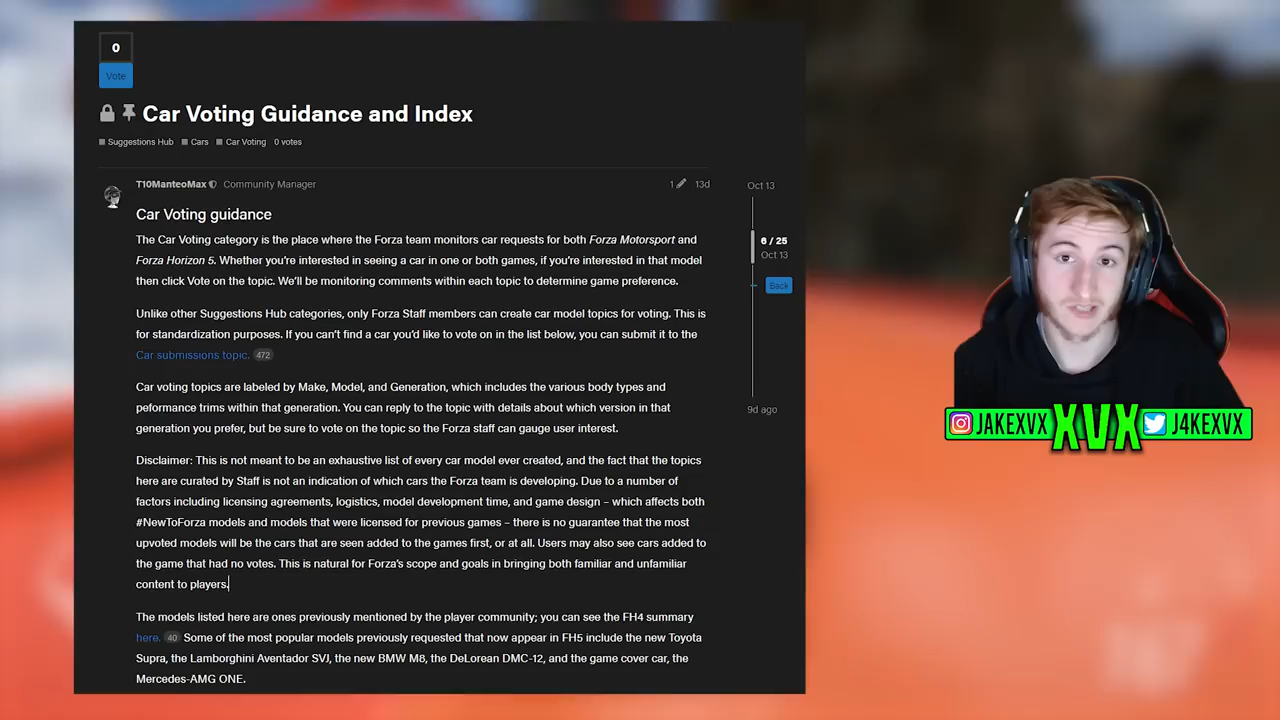 0
Vote
Car Voting Guidance and Index
Suggestions Hub Cars Car Voting 0 votes
T10ManteoMax Community Manager 1 13d
Car Voting guidance
The Car Voting category is the place where the Forza team monitors car requests for both Forza Motorsport and
Forza Horizon 5. Whether you're interested in seeing a car in one or both games, if you're interested in that model
then click Vote on the topic. We'll be monitoring comments within each topic to determine game preference.
Unlike other Suggestions Hub categories, only Forza Staff members can create car model topics for voting. This is
for standardization purposes. If you can't find a car you'd like to vote on in the list below, you can submit it to the
Car submissions topic. 472
Car voting topics are labeled by Make, Model, and Generation, which includes the various body types and
peformance trims within that generation. You can reply to the topic with details about which version in that
generation you prefer, but be sure to vote on the topic so the Forza staff can gauge user interest.
Disclaimer: This is not meant to be an exhaustive list of every car model ever created, and the fact that the topics
here are curated by Staff is not an indication of which cars the Forza team is developing. Due to a number of
factors including licensing agreements, logistics, model development time, and game design – which affects both
#NewToForza models and models that were licensed for previous games – there is no guarantee that the most
upvoted models will be the cars that are seen added to the games first, or at all. Users may also see cars added to
the game that had no votes. This is natural for Forza's scope and goals in bringing both familiar and unfamiliar
content to players.
The models listed here are ones previously mentioned by the player community; you can see the FH4 summary
here. 40 Some of the most popular models previously requested that now appear in FH5 include the new Toyota
Supra, the Lamborghini Aventador SVJ, the new BMW M8, the DeLorean DMC-12, and the game cover car, the
Mercedes-AMG ONE.
Oct 13
6 / 25
Oct 13
Back
9d ago
JAKEXVX XVX J4KEXVX